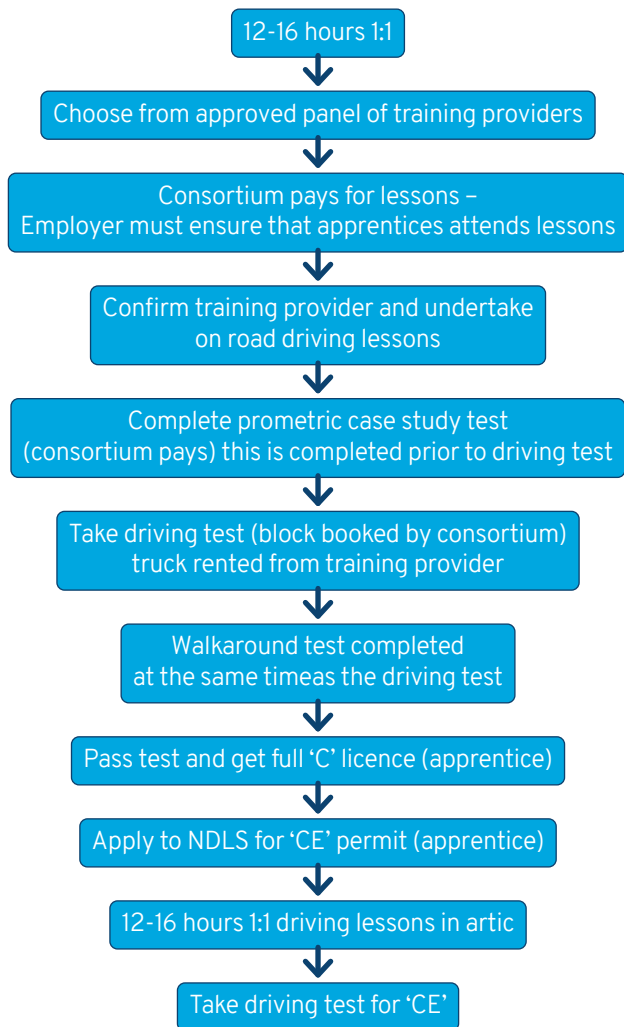 12-16 hours 1:1
Choose from approved panel of training providers
Consortium pays for lessons –
Employer must ensure that apprentices attends lessons
Confirm training provider and undertake
on road driving lessons
Complete prometric case study test
(consortium pays) this is completed prior to driving test
Take driving test (block booked by consortium)
truck rented from training provider
Walkaround test completed
at the same timeas the driving test
Pass test and get full ‘C’ licence (apprentice)
Apply to NDLS for ‘CE’ permit (apprentice)
12-16 hours 1:1 driving lessons in artic
Take driving test for ‘CE’